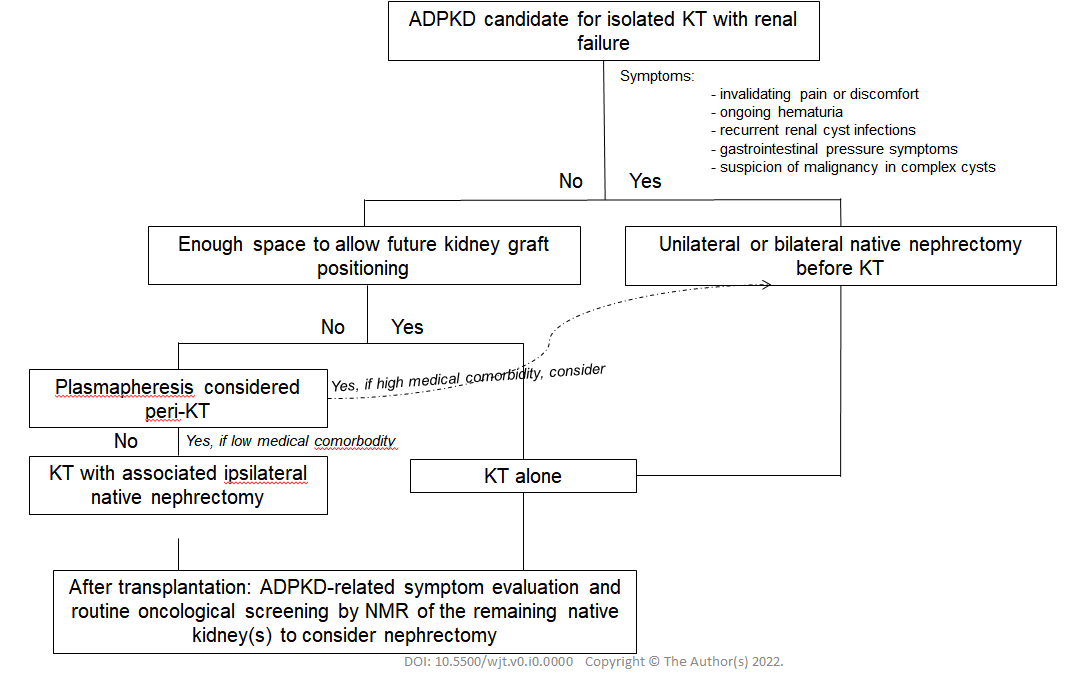 ADPKD candidate for isolated KT with renal
failure
Symptoms:
- invalidating pain or discomfort
- ongoing hematuria
- recurrent renal cyst infections
- gastrointestinal pressure symptoms
- suspicion of malignancy in complex cysts
No
Yes
Enough space to allow future kidney graft
positioning
Unilateral or bilateral native nephrectomy
before KT
No
Yes
Plasmapheresis considered
peri-KT
Yes, if high medical comorbidity, consider
No
Yes, if low medical comorbodity
KT with associated ipsilateral
native nephrectomy
KT alone
After transplantation: ADPKD-related symptom evaluation and
routine oncological screening by NMR of the remaining native
kidney(s) to consider nephrectomy
DOI: 10.5500/wjt.v0.i0.0000 Copyright © The Author(s) 2022.